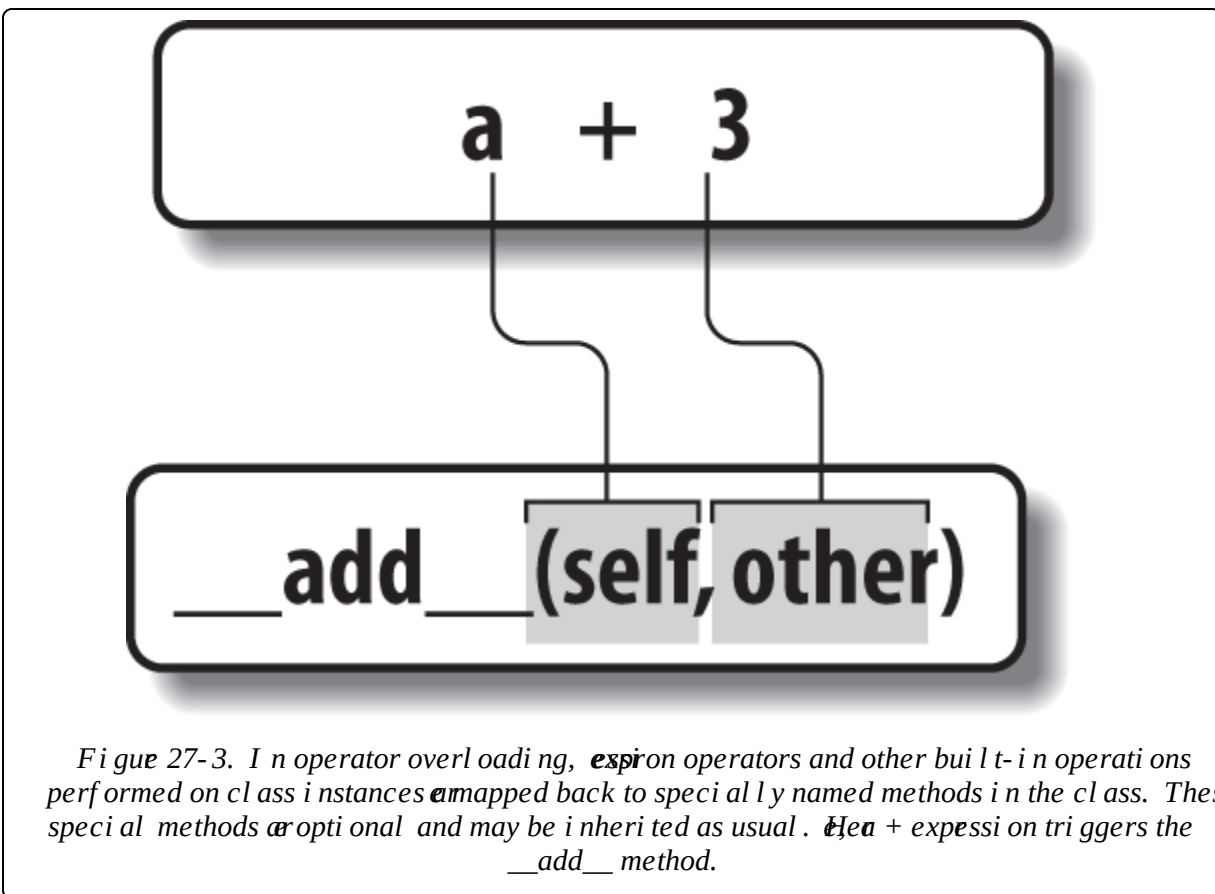 a + 3
__add__(self, other)
Figure 27-3. In operator overloading, expression operators and other built-in operations
performed on class instances are mapped back to specially named methods in the class. Thes
special methods are optional and may be inherited as usual. Here, a + expression triggers the
__add__ method.